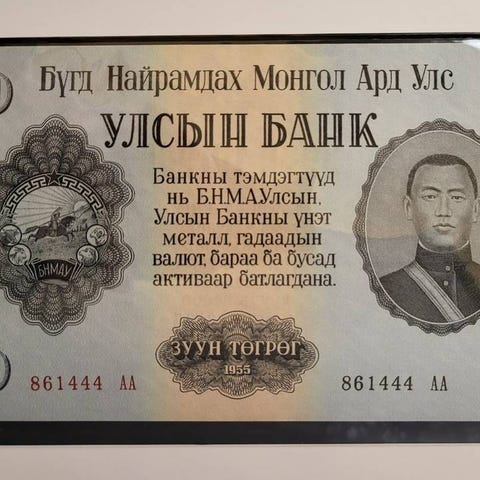 Бүгд Найрамдах Монгол Ард Улс
УЛСЫН БАНК
Банкны тэмдэгтүүд
нь Б.Н.М.А.Улсын,
Улсын Банкны үнэт
металл, гадаадын
валют, бараа ба бусад
активаар батлагдана.
БНМАУ
ЗУУН ТӨГРӨГ
1955
861444 АА
861444 АА